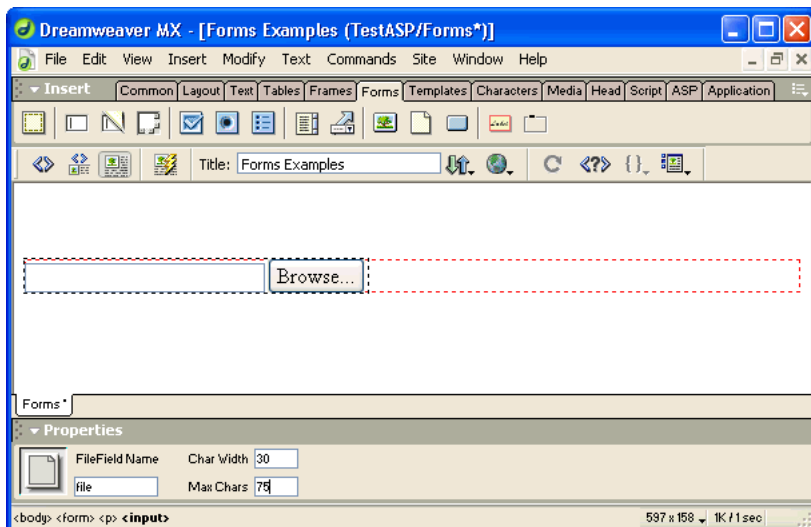 Dreamweaver MX - [Forms Examples (TestASP/Forms*)]
File Edit View Insert Modify Text Commands Site Window Help
Insert Common Layout Text Tables Frames Forms Templates Characters Media Head Script ASP Application
Title: Forms Examples
Browse...
Forms*
Properties
FileField Name Char Width 30
file Max Chars 75
<body> <form> <p> <input> 597 x 158 1K / 1 sec